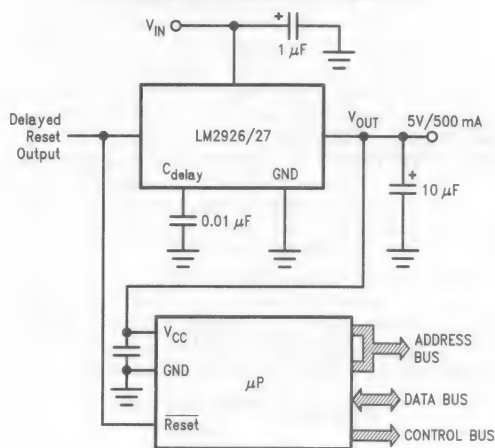 V_IN
+
1 µF
Delayed
Reset
Output
LM2926/27
V_OUT
5V/500 mA
C_delay
GND
+
10 µF
0.01 µF
V_CC
GND
µP
Reset
ADDRESS
BUS
DATA BUS
CONTROL BUS